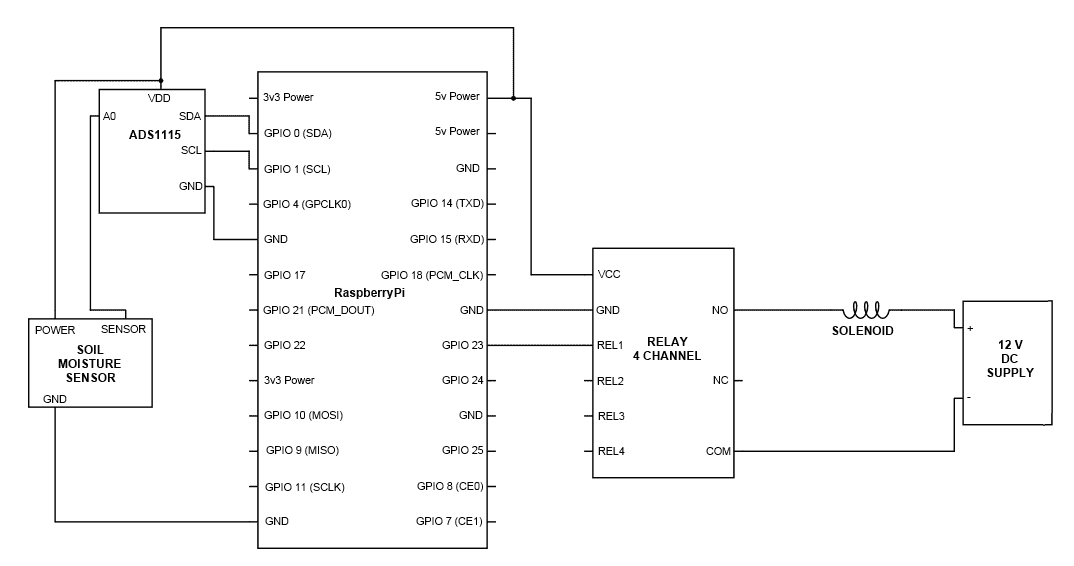 VDD
A0
SDA
ADS1115
SCL
GND
POWER
SENSOR
SOIL
MOISTURE
SENSOR
GND
3v3 Power
5v Power
GPIO 0 (SDA)
5v Power
GPIO 1 (SCL)
GND
GPIO 4 (GPCLK0)
GPIO 14 (TXD)
GND
GPIO 15 (RXD)
GPIO 17
GPIO 18 (PCM_CLK)
RaspberryPi
GPIO 21 (PCM_DOUT)
GND
GPIO 22
GPIO 23
3v3 Power
GPIO 24
GPIO 10 (MOSI)
GND
GPIO 9 (MISO)
GPIO 25
GPIO 11 (SCLK)
GPIO 8 (CE0)
GND
GPIO 7 (CE1)
VCC
GND
NO
REL1
RELAY
4 CHANNEL
REL2
NC
REL3
REL4
COM
SOLENOID
+
12 V
DC
SUPPLY
-